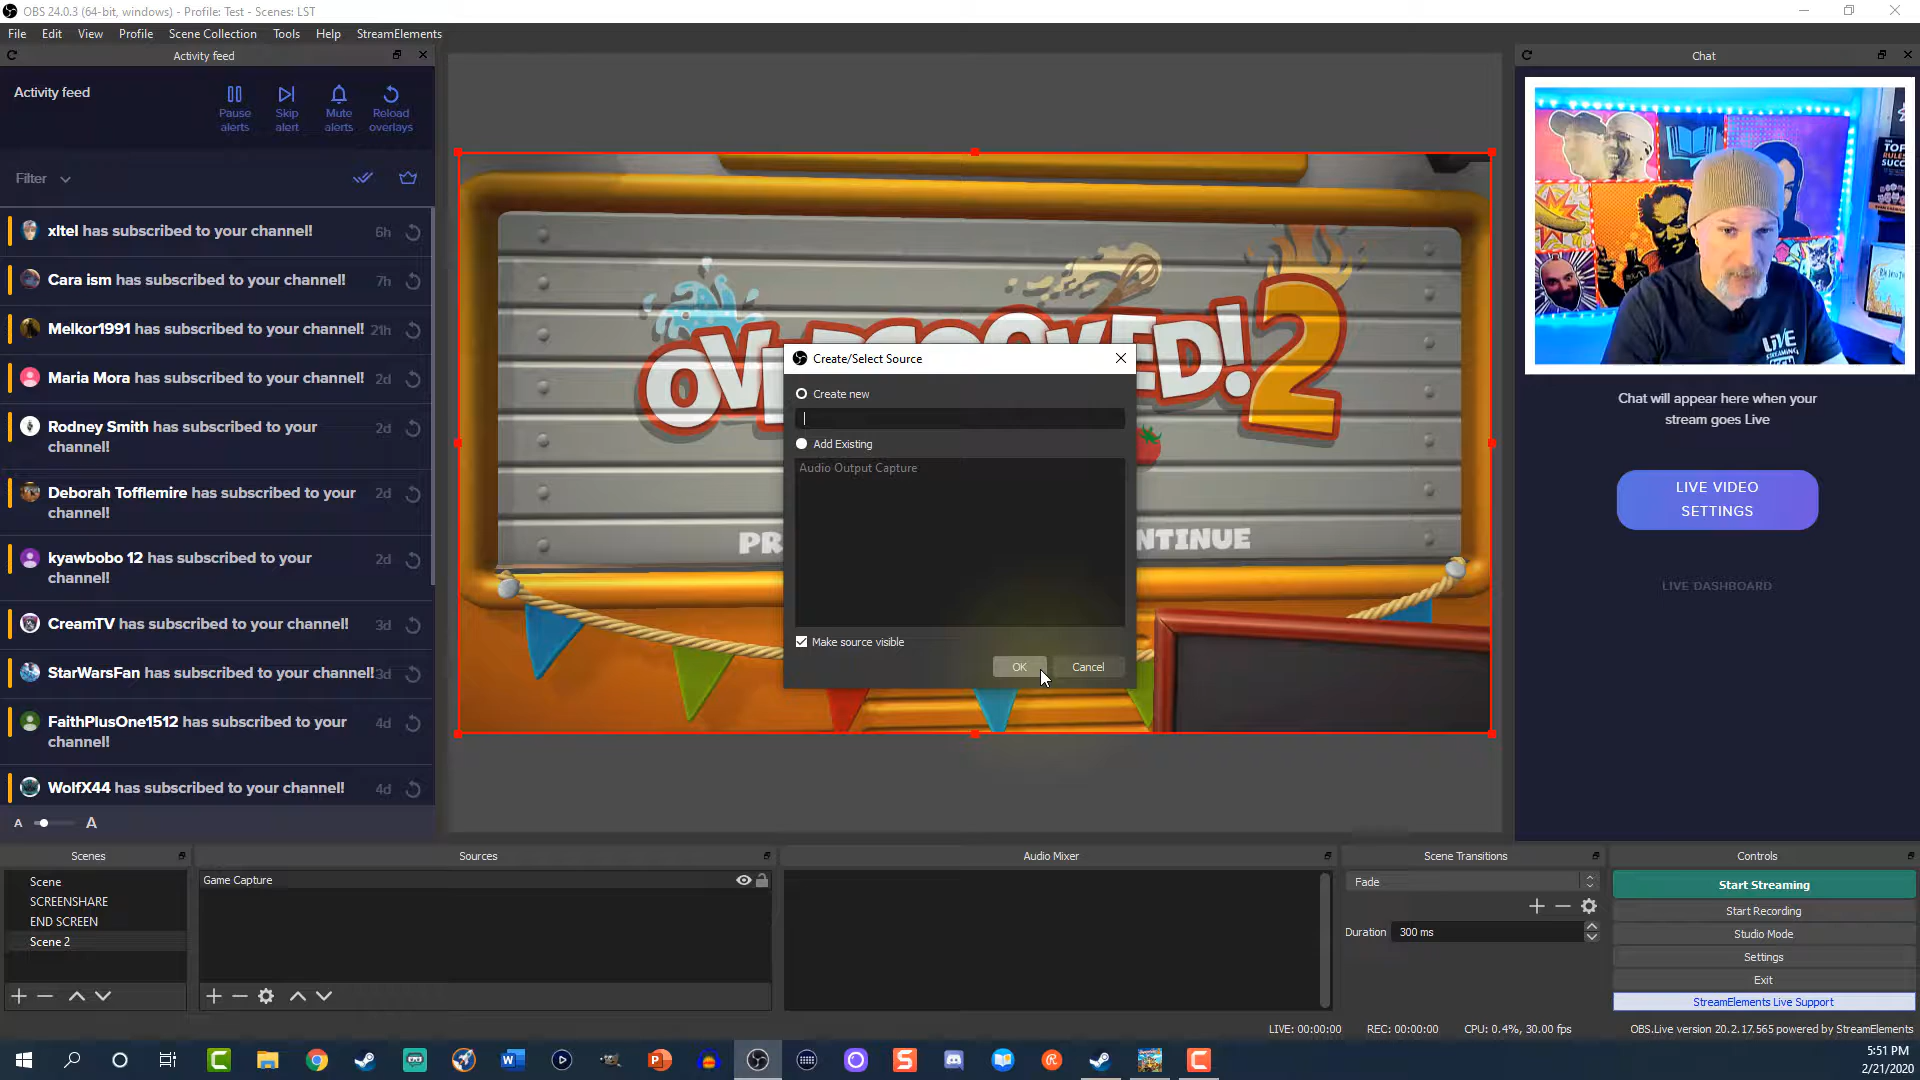 OBS 24.0.3 (64-bit, windows) - Profile: Test - Scenes: LST
File Edit View Profile Scene Collection Tools Help StreamElements
Activity feed
Activity feed
Pause alerts
Skip alert
Mute alerts
Reload overlays
Filter
xltel has subscribed to your channel! 6h
Cara ism has subscribed to your channel! 7h
Melkor1991 has subscribed to your channel! 21h
Maria Mora has subscribed to your channel! 2d
Rodney Smith has subscribed to your 2d
channel!
Deborah Tofflemire has subscribed to your 2d
channel!
kyawbobo 12 has subscribed to your 2d
channel!
CreamTV has subscribed to your channel! 3d
StarWarsFan has subscribed to your channel! 3d
FaithPlusOne1512 has subscribed to your 4d
channel!
WolfX44 has subscribed to your channel! 4d
A A
2
Create/Select Source
Create new
Add Existing
Audio Output Capture
Make source visible
OK Cancel
Chat
TOP
RULES
SUCC
LIVE
STREAMING
Chat will appear here when your
stream goes Live
LIVE VIDEO
SETTINGS
LIVE DASHBOARD
Scenes
Scene
SCREENSHARE
END SCREEN
Scene 2
Sources
Game Capture
Audio Mixer
Scene Transitions
Fade
Duration 300 ms
Controls
Start Streaming
Start Recording
Studio Mode
Settings
Exit
StreamElements Live Support
LIVE: 00:00:00 REC: 00:00:00 CPU: 0.4%, 30.00 fps OBS.Live version 20.2.17.565 powered by StreamElements
5:51 PM
2/21/2020